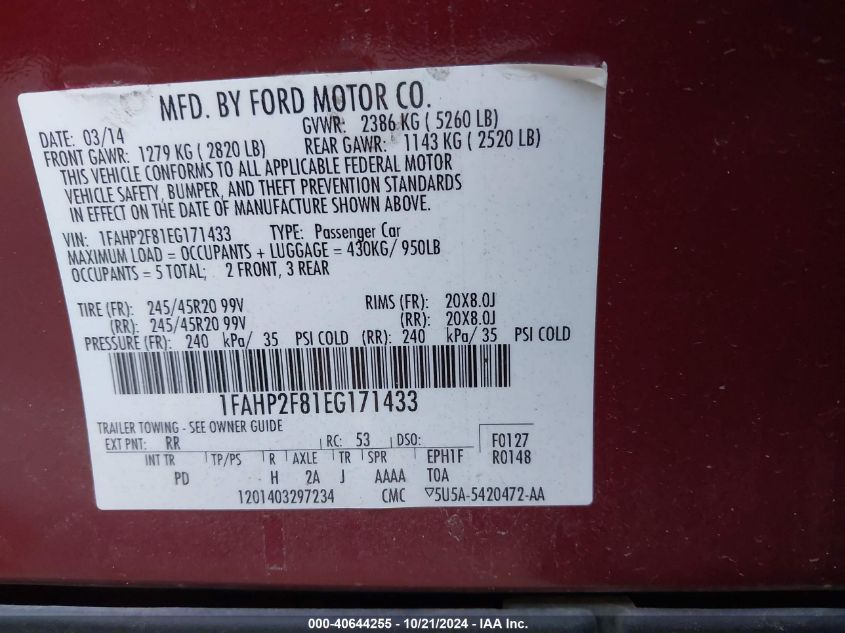 MFD. BY FORD MOTOR CO.
DATE: 03/14 GVWR: 2386 KG ( 5260 LB)
FRONT GAWR: 1279 KG ( 2820 LB) REAR GAWR: 1143 KG ( 2520 LB)
THIS VEHICLE CONFORMS TO ALL APPLICABLE FEDERAL MOTOR
VEHICLE SAFETY, BUMPER, AND THEFT PREVENTION STANDARDS
IN EFFECT ON THE DATE OF MANUFACTURE SHOWN ABOVE.
VIN: 1FAHP2F81EG171433 TYPE: Passenger Car
MAXIMUM LOAD = OCCUPANTS + LUGGAGE = 430KG/ 950LB
OCCUPANTS = 5 TOTAL; 2 FRONT, 3 REAR
TIRE (FR): 245/45R20 99V RIMS (FR): 20X8.0J
(RR): 245/45R20 99V (RR): 20X8.0J
PRESSURE (FR): 240 kPa/ 35 PSI COLD (RR): 240 kPa/ 35 PSI COLD
1FAHP2F81EG171433
TRAILER TOWING - SEE OWNER GUIDE
EXT PNT: RR RC: 53 DSO: F0127
INT TR TP/PS R AXLE TR SPR EPH1F R0148
PD H 2A J AAAA T0A
1201403297234 CMC ▽5U5A-5420472-AA
000-40644255 - 10/21/2024 - IAA Inc.